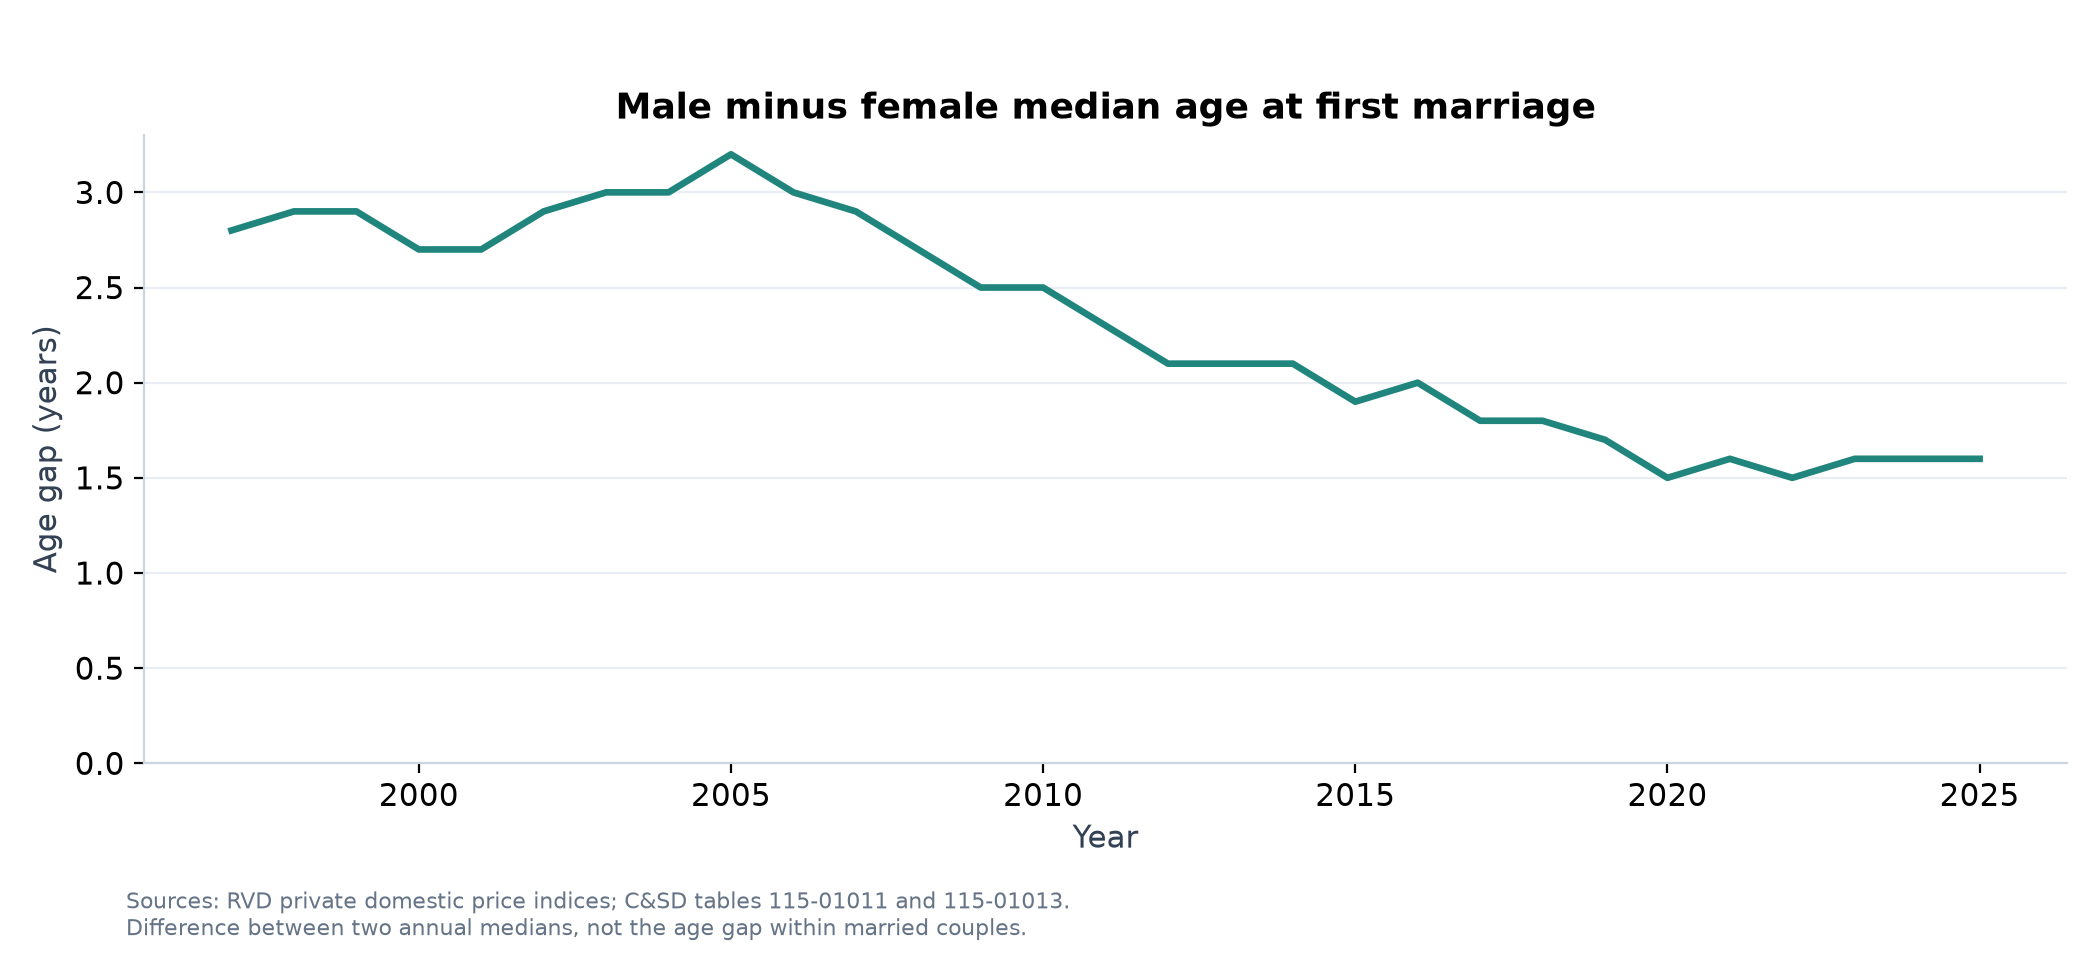 Male minus female median age at first marriage
Age gap (years)
3.0
2.5
2.0
1.5
1.0
0.5
0.0
2000 2005 2010 2015 2020 2025
Year
Sources: RVD private domestic price indices; C&SD tables 115-01011 and 115-01013.
Difference between two annual medians, not the age gap within married couples.